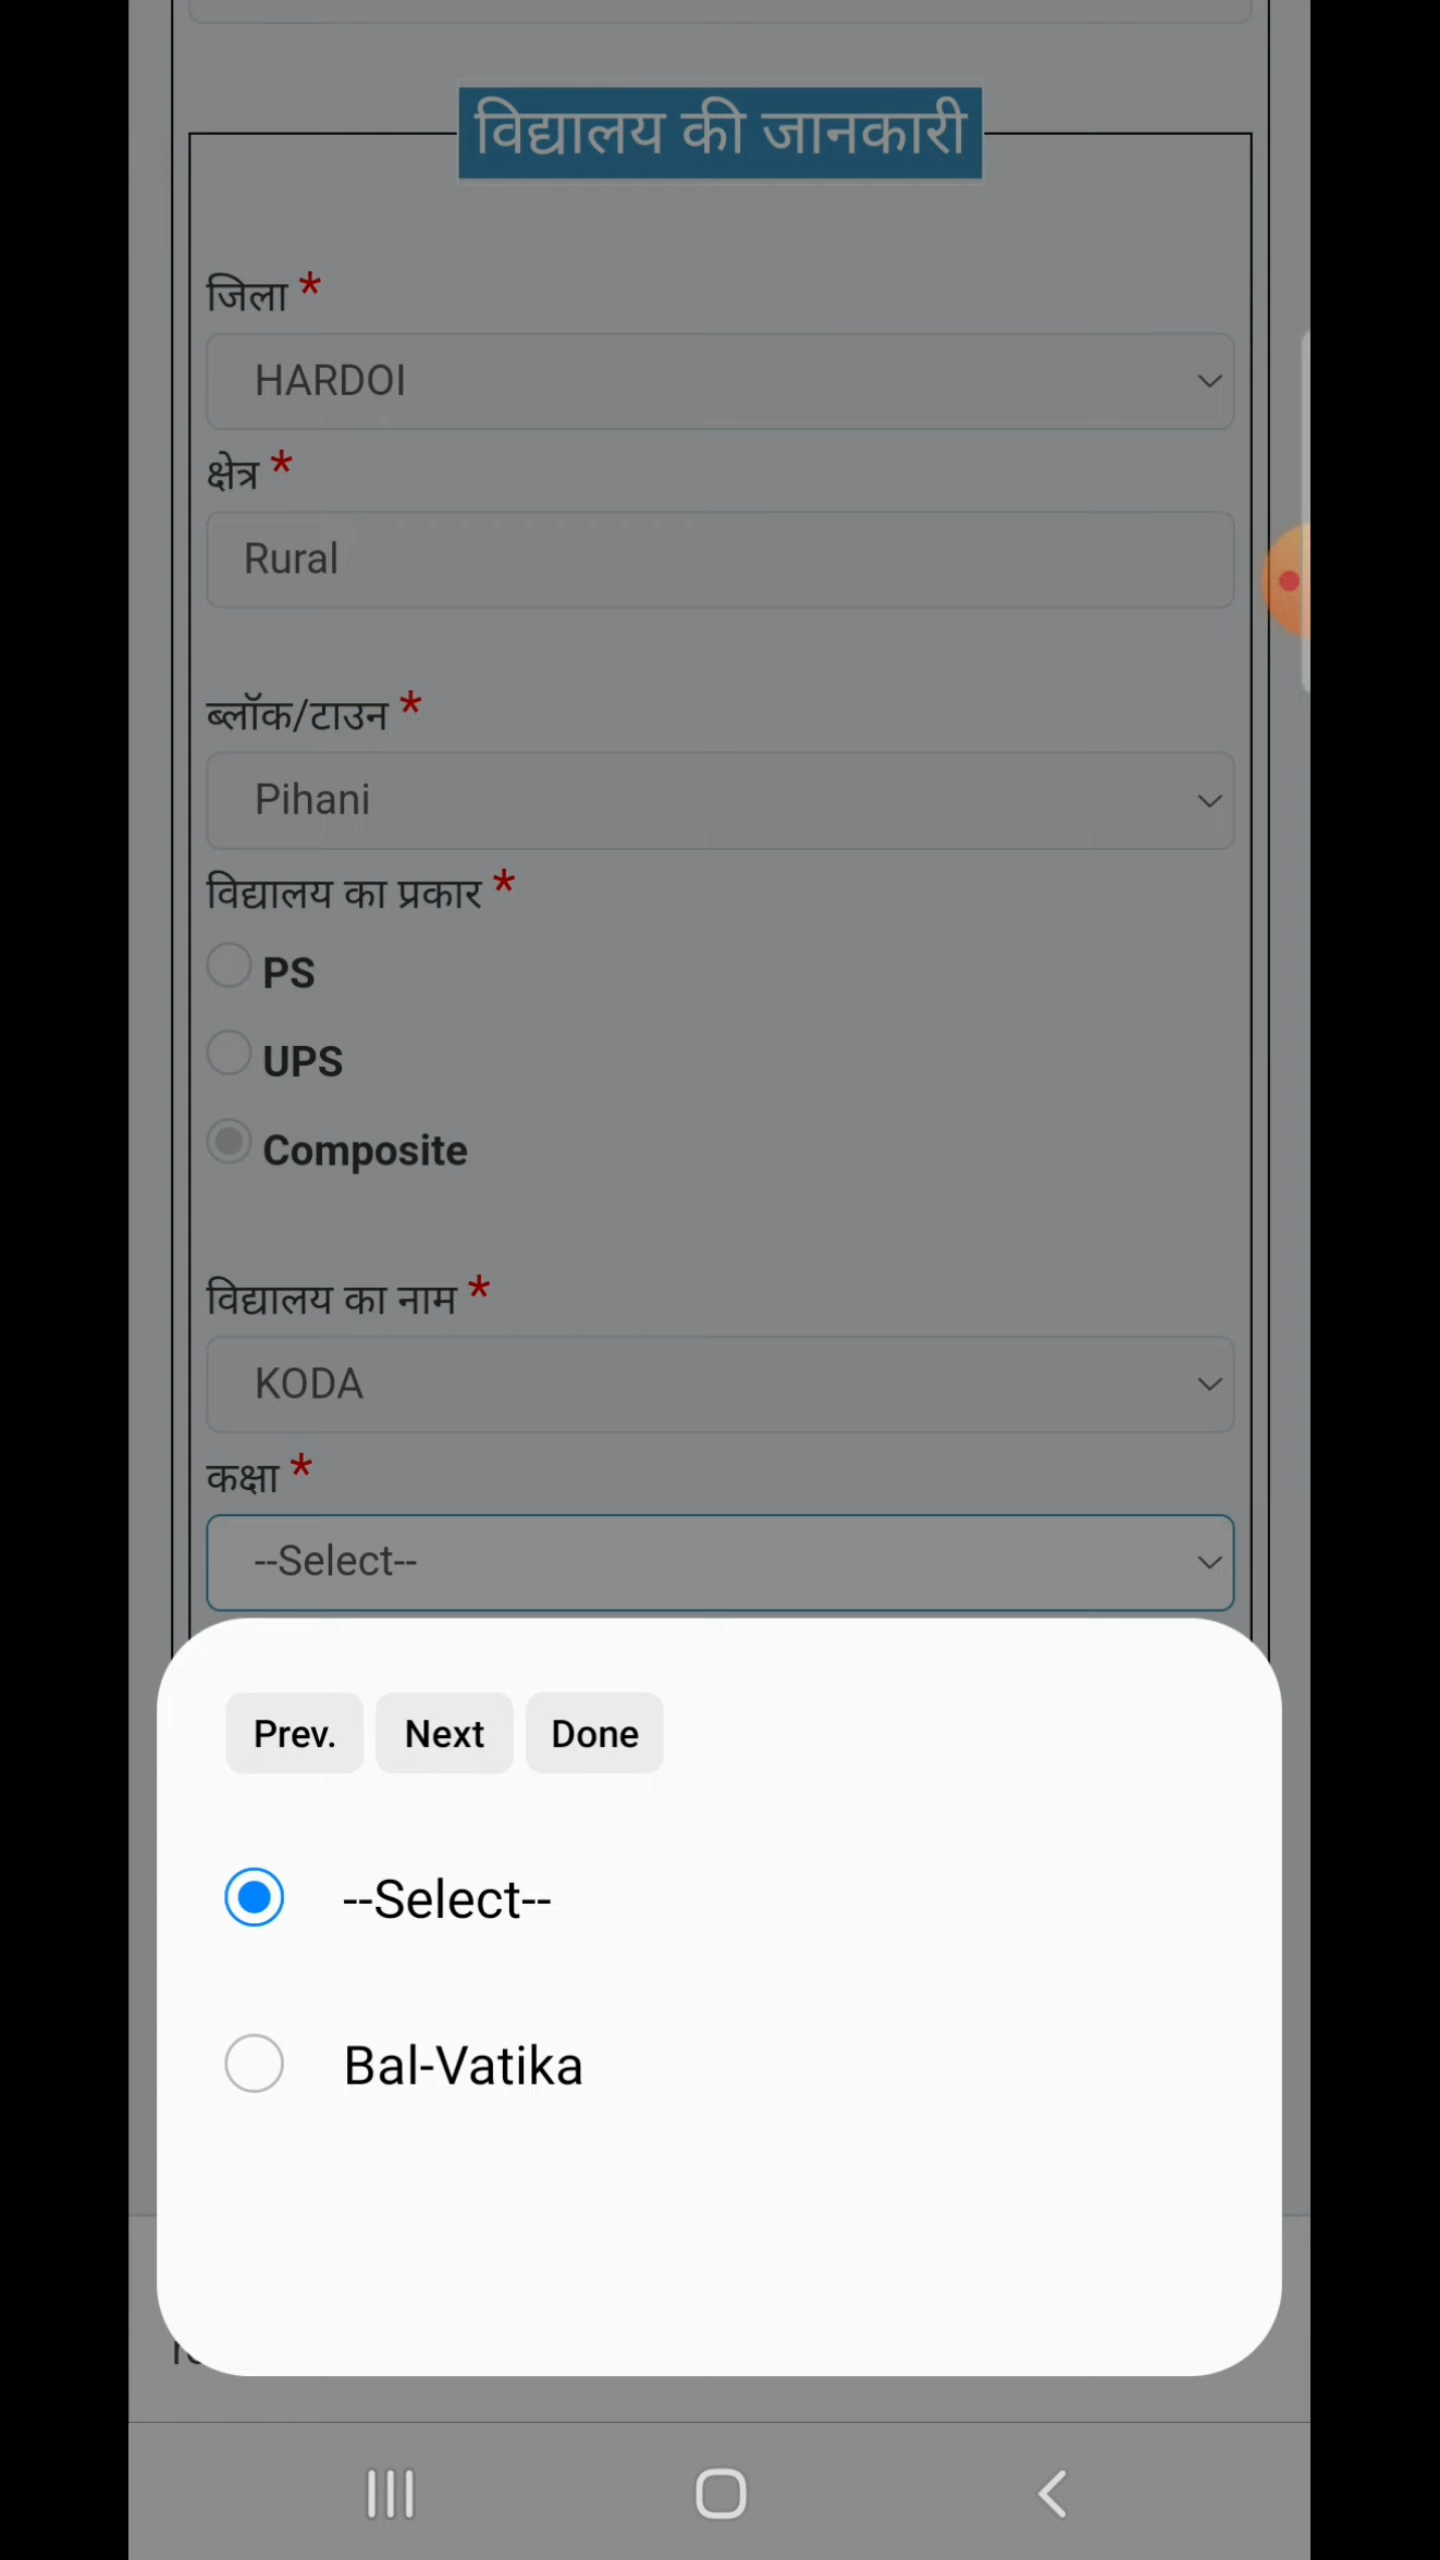 विद्यालय की जानकारी
जिला *
HARDOI
क्षेत्र *
Rural
ब्लॉक/टाउन *
Pihani
विद्यालय का प्रकार *
PS
UPS
Composite
विद्यालय का नाम *
KODA
कक्षा *
--Select--
Prev. Next Done
--Select--
Bal-Vatika